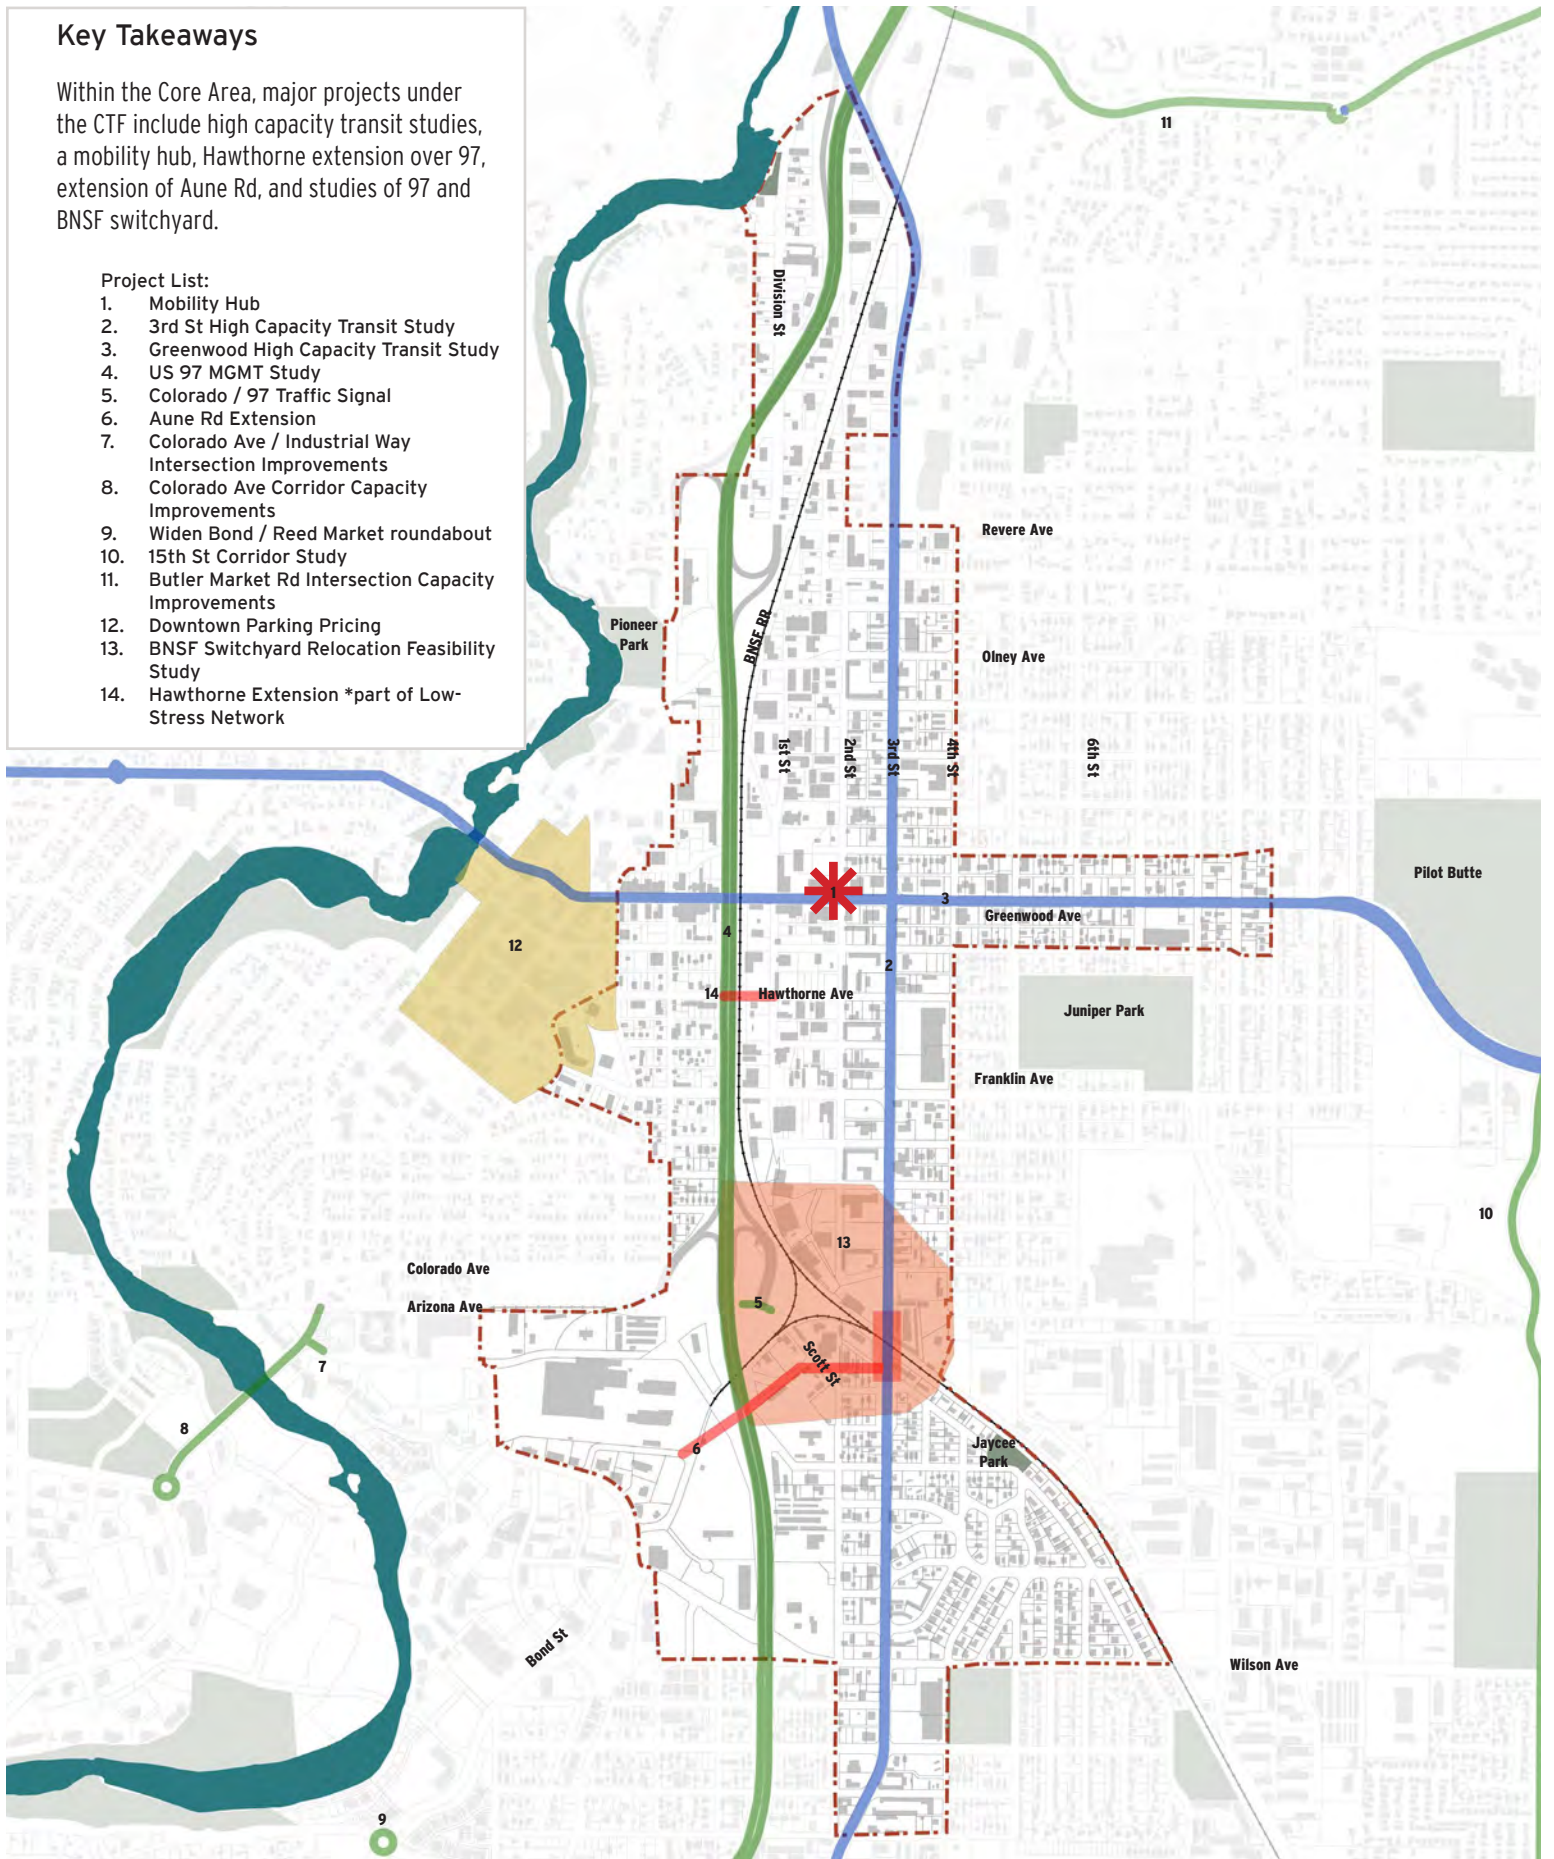 Key Takeaways
Within the Core Area, major projects under
the CTF include high capacity transit studies,
a mobility hub, Hawthorne extension over 97,
extension of Aune Rd, and studies of 97 and
BNSF switchyard.
Project List:
1. Mobility Hub
2. 3rd St High Capacity Transit Study
3. Greenwood High Capacity Transit Study
4. US 97 MGMT Study
5. Colorado / 97 Traffic Signal
6. Aune Rd Extension
7. Colorado Ave / Industrial Way
Intersection Improvements
8. Colorado Ave Corridor Capacity
Improvements
9. Widen Bond / Reed Market roundabout
10. 15th St Corridor Study
11. Butler Market Rd Intersection Capacity
Improvements
12. Downtown Parking Pricing
13. BNSF Switchyard Relocation Feasibility
Study
14. Hawthorne Extension *part of Low-
Stress Network
11
Division St
Revere Ave
BNSF RR
Pioneer
Park
Olney Ave
1st St
2nd St
3rd St
4th St
6th St
Pilot Butte
1
3
Greenwood Ave
4
12
2
14
Hawthorne Ave
Juniper Park
Franklin Ave
10
13
Colorado Ave
Arizona Ave
5
Scott St
7
8
6
Jaycee
Park
Bond St
Wilson Ave
9